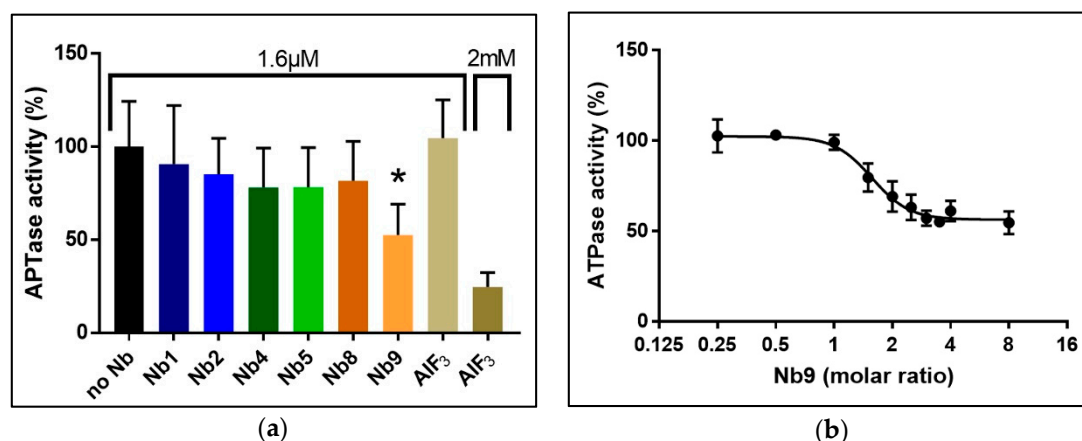 1.6µM
2mM
150
100
50
0
APTase activity (%)
*
no Nb
Nb1
Nb2
Nb4
Nb5
Nb8
Nb9
AlF₃
AlF₃
(a)
150
100
50
0
ATPase activity (%)
0.125 0.25 0.5 1 2 4 8 16
Nb9 (molar ratio)
(b)